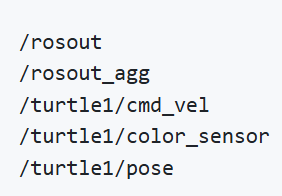 /rosout
/rosout_agg
/turtle1/cmd_vel
/turtle1/color_sensor
/turtle1/pose